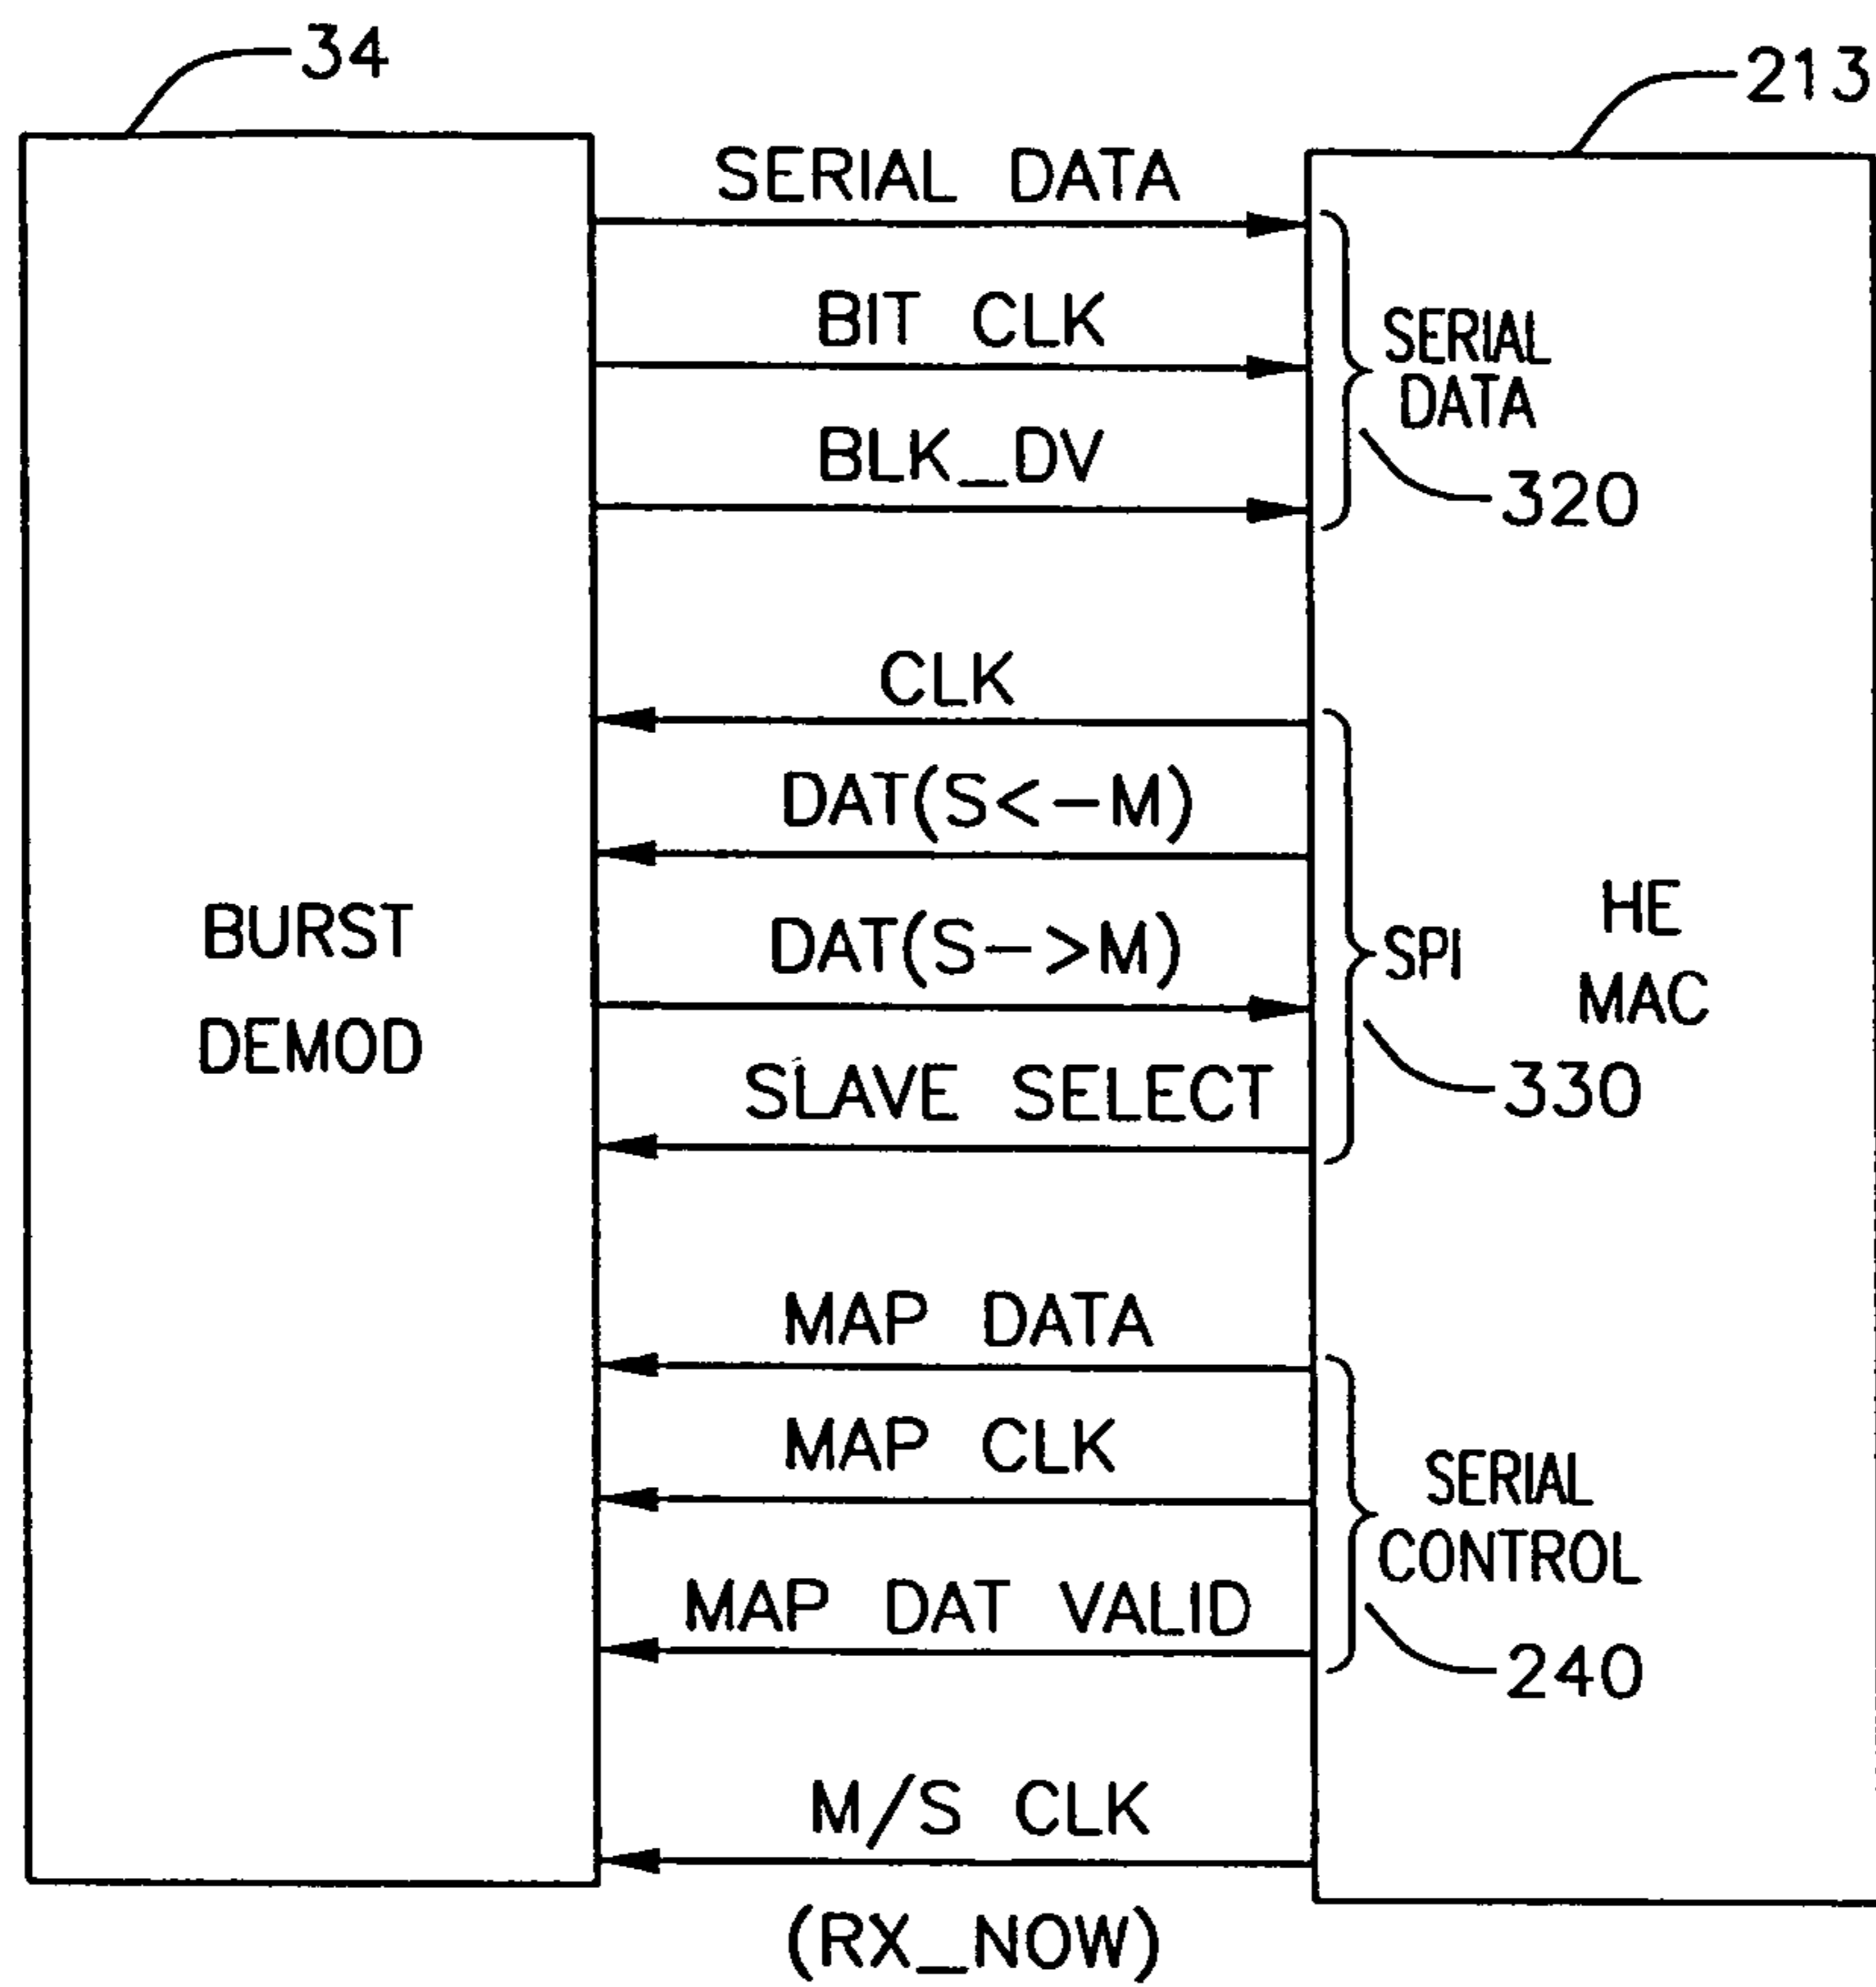 34
213
SERIAL DATA
BIT CLK
BLK_DV
SERIAL
DATA
320
CLK
DAT(S<-M)
DAT(S->M)
SLAVE SELECT
SPI
330
BURST
DEMOD
HE
MAC
MAP DATA
MAP CLK
MAP DAT VALID
SERIAL
CONTROL
240
M/S CLK
(RX_NOW)